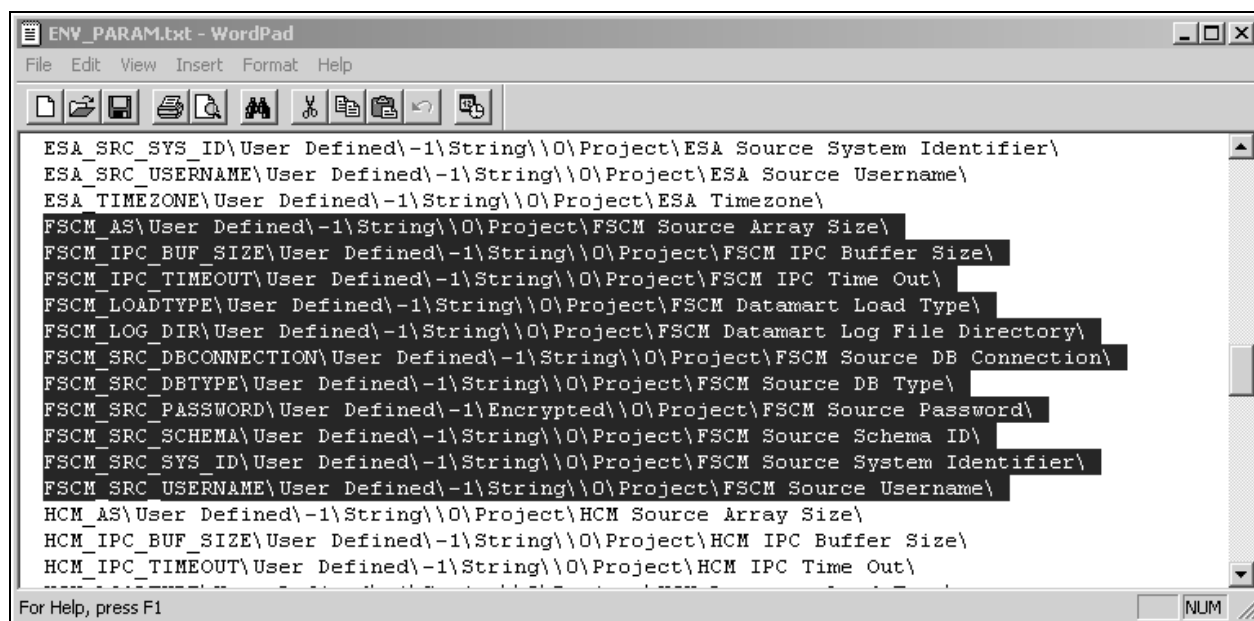 ENV_PARAM.txt - WordPad
File Edit View Insert Format Help
ESA_SRC_SYS_ID\User Defined\-1\String\\0\Project\ESA Source System Identifier\
ESA_SRC_USERNAME\User Defined\-1\String\\0\Project\ESA Source Username\
ESA_TIMEZONE\User Defined\-1\String\\0\Project\ESA Timezone\
FSCM_AS\User Defined\-1\String\\0\Project\FSCM Source Array Size\
FSCM_IPC_BUF_SIZE\User Defined\-1\String\\0\Project\FSCM IPC Buffer Size\
FSCM_IPC_TIMEOUT\User Defined\-1\String\\0\Project\FSCM IPC Time Out\
FSCM_LOADTYPE\User Defined\-1\String\\0\Project\FSCM Datamart Load Type\
FSCM_LOG_DIR\User Defined\-1\String\\0\Project\FSCM Datamart Log File Directory\
FSCM_SRC_DBCONNECTION\User Defined\-1\String\\0\Project\FSCM Source DB Connection\
FSCM_SRC_DBTYPE\User Defined\-1\String\\0\Project\FSCM Source DB Type\
FSCM_SRC_PASSWORD\User Defined\-1\Encrypted\\0\Project\FSCM Source Password\
FSCM_SRC_SCHEMA\User Defined\-1\String\\0\Project\FSCM Source Schema ID\
FSCM_SRC_SYS_ID\User Defined\-1\String\\0\Project\FSCM Source System Identifier\
FSCM_SRC_USERNAME\User Defined\-1\String\\0\Project\FSCM Source Username\
HCM_AS\User Defined\-1\String\\0\Project\HCM Source Array Size\
HCM_IPC_BUF_SIZE\User Defined\-1\String\\0\Project\HCM IPC Buffer Size\
HCM_IPC_TIMEOUT\User Defined\-1\String\\0\Project\HCM IPC Time Out\
For Help, press F1
NUM